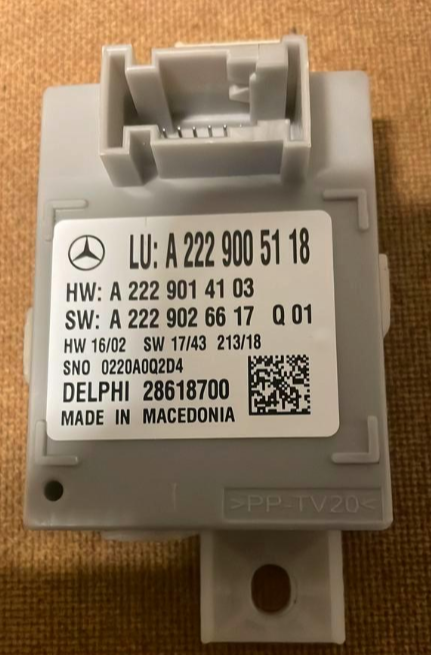 LU: A 222 900 51 18
HW: A 222 901 41 03
SW: A 222 902 66 17 Q 01
HW 16/02 SW 17/43 213/18
SNO 0220A0Q2D4
DELPHI 28618700
MADE IN MACEDONIA
>PP-TV20<